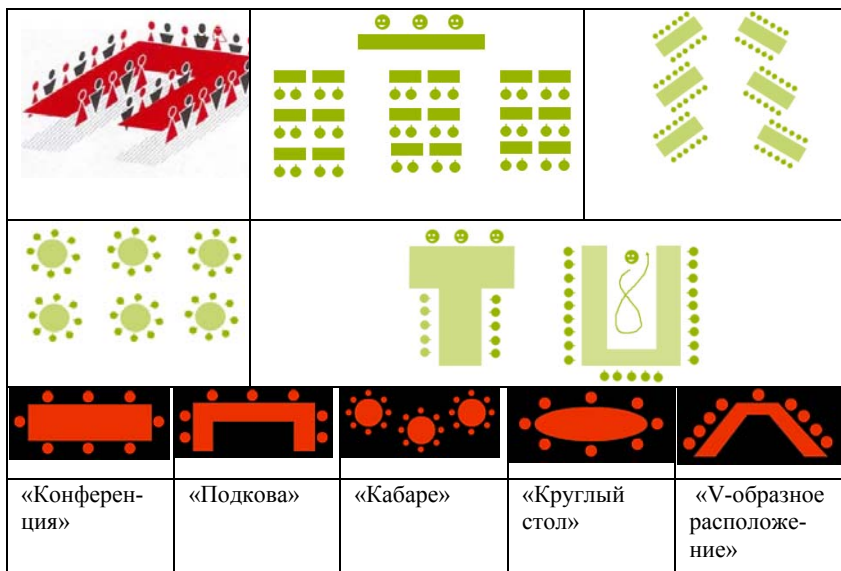 «Конферен-
ция»
«Подкова»
«Кабаре»
«Круглый
стол»
«V-образное
расположе-
ние»